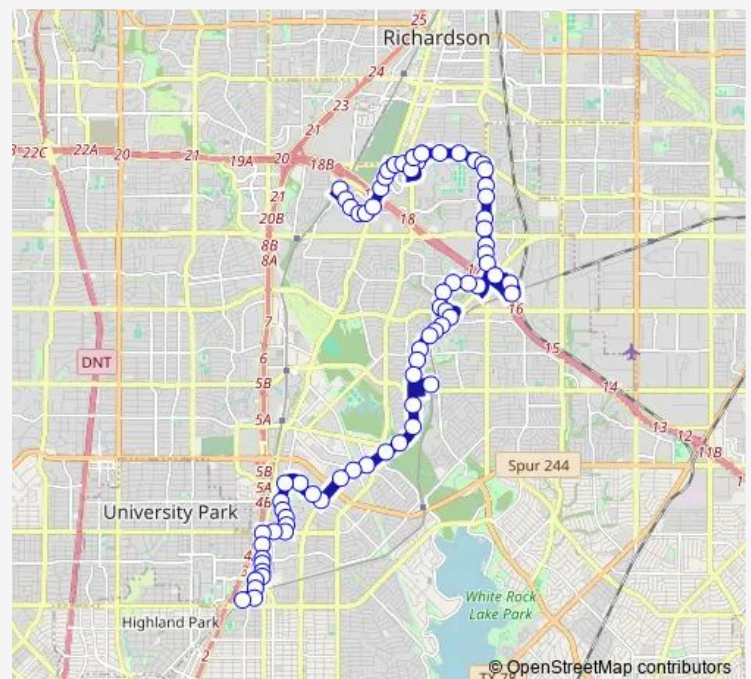 25
Richardson
24
23
21
22C
22A
20
21
19A
20
18B
21
20B
18
8B
8A
17
16
7
15
DNT
6
5B
14
5A
13
12
11B
5B
5A
4B
Spur 244
University Park
4
White Rock
Lake Park
Highland Park
2
© OpenStreetMap contributors